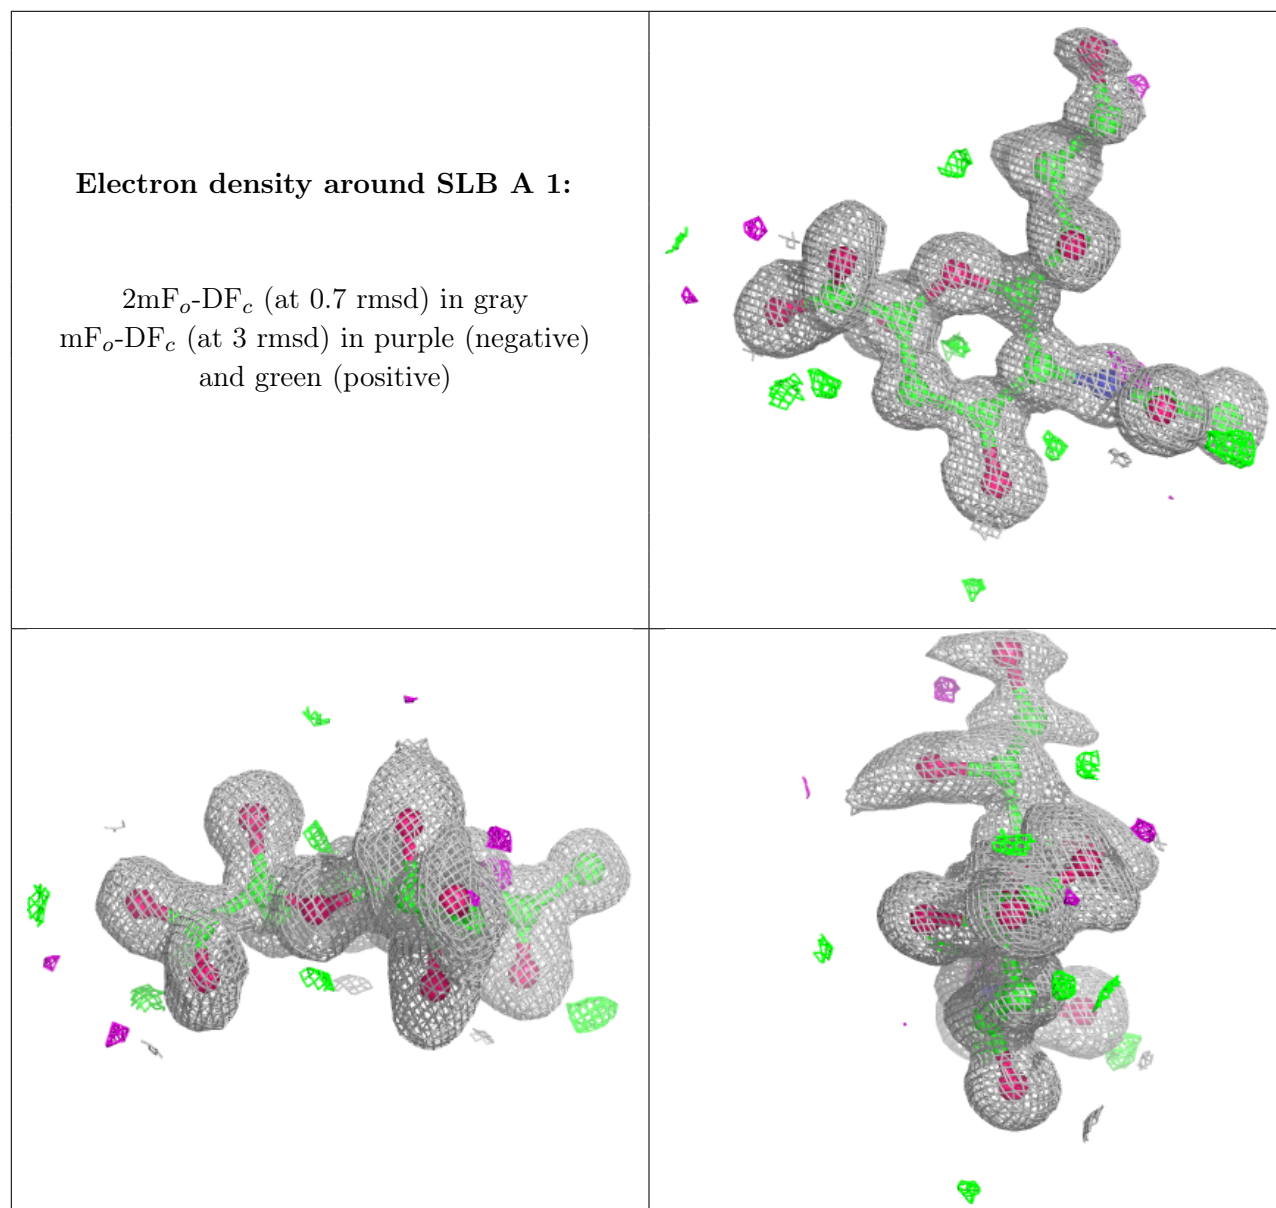 Electron density around SLB A 1:
2mFo-DFc (at 0.7 rmsd) in gray
mFo-DFc (at 3 rmsd) in purple (negative)
and green (positive)